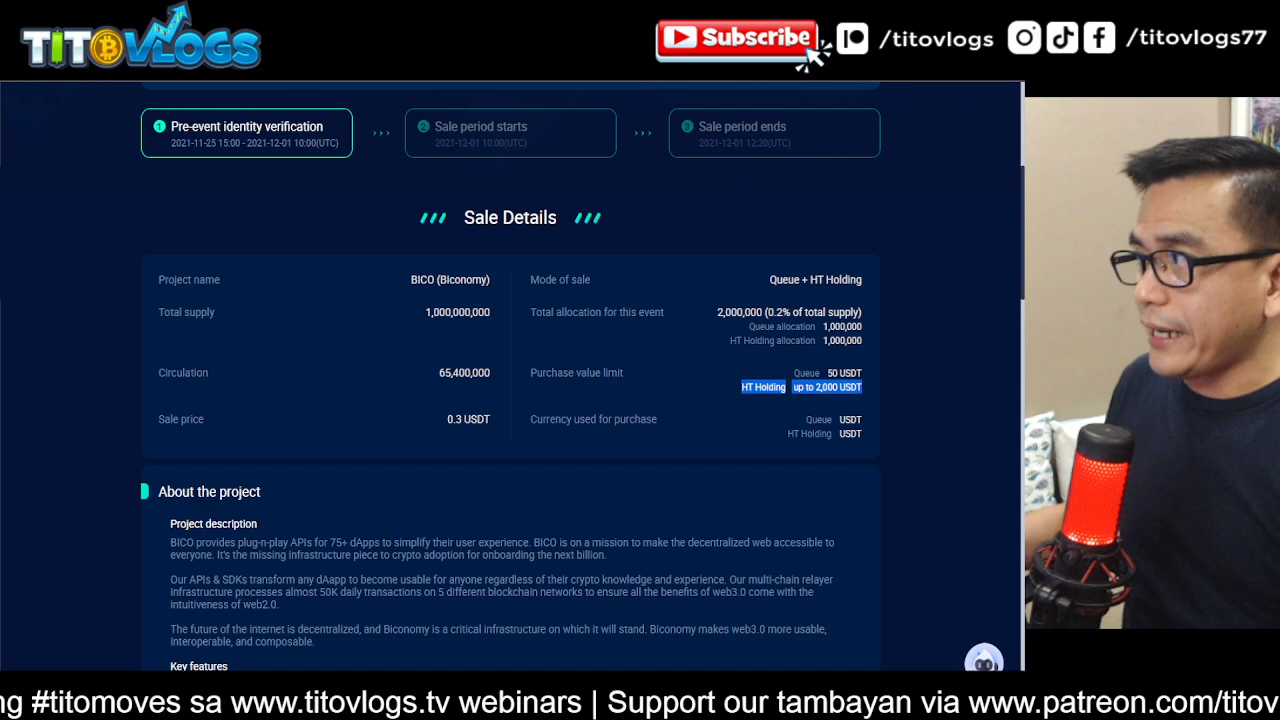 TITOVLOGS
Subscribe
/titovlogs
/titovlogs77
1 Pre-event identity verification
2021-11-25 15:00 - 2021-12-01 10:00(UTC)
2 Sale period starts
2021-12-01 10:00(UTC)
3 Sale period ends
2021-12-01 12:20(UTC)
Sale Details
Project name BICO (Biconomy)
Mode of sale Queue + HT Holding
Total supply 1,000,000,000
Total allocation for this event 2,000,000 (0.2% of total supply)
Queue allocation 1,000,000
HT Holding allocation 1,000,000
Circulation 65,400,000
Purchase value limit Queue 50 USDT
HT Holding up to 2,000 USDT
Sale price 0.3 USDT
Currency used for purchase Queue USDT
HT Holding USDT
About the project
Project description
BICO provides plug-n-play APIs for 75+ dApps to simplify their user experience. BICO is on a mission to make the decentralized web accessible to
everyone. It's the missing infrastructure piece to crypto adoption for onboarding the next billion.
Our APIs & SDKs transform any dAapp to become usable for anyone regardless of their crypto knowledge and experience. Our multi-chain relayer
infrastructure processes almost 50K daily transactions on 5 different blockchain networks to ensure all the benefits of web3.0 come with the
intuitiveness of web2.0.
The future of the internet is decentralized, and Biconomy is a critical infrastructure on which it will stand. Biconomy makes web3.0 more usable,
interoperable, and composable.
Key features
ng #titomoves sa www.titovlogs.tv webinars | Support our tambayan via www.patreon.com/titov